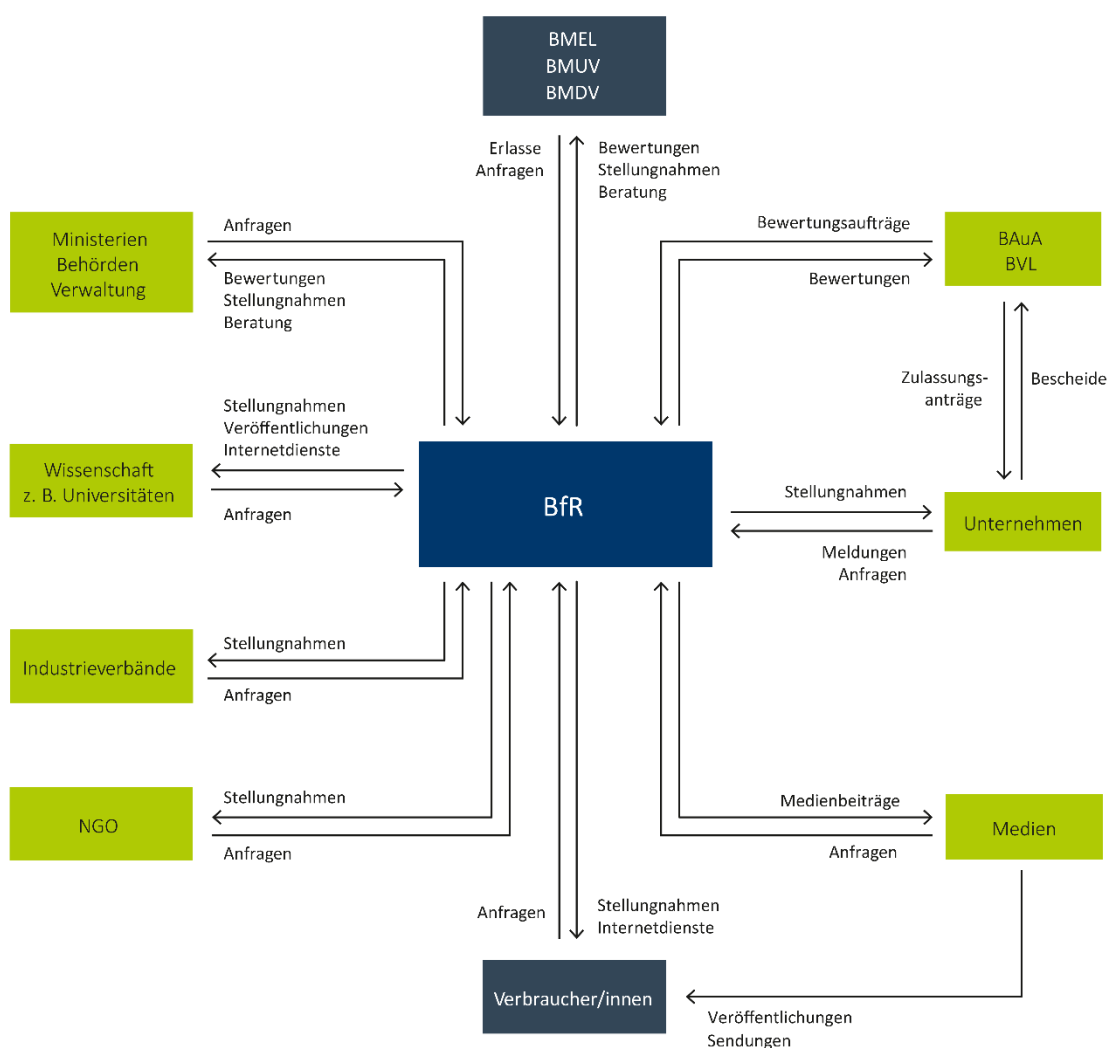 BMEL
BMUV
BMDV
Erlasse
Anfragen
Bewertungen
Stellungnahmen
Beratung
Ministerien
Behörden
Verwaltung
Anfragen
Bewertungen
Stellungnahmen
Beratung
Bewertungsaufträge
Bewertungen
BAuA
BVL
Zulassungs-
anträge
Bescheide
Wissenschaft
z. B. Universitäten
Stellungnahmen
Veröffentlichungen
Internetdienste
Anfragen
BfR
Stellungnahmen
Meldungen
Anfragen
Unternehmen
Industrieverbände
Stellungnahmen
Anfragen
NGO
Stellungnahmen
Anfragen
Medienbeiträge
Anfragen
Medien
Anfragen
Stellungnahmen
Internetdienste
Verbraucher/innen
Veröffentlichungen
Sendungen